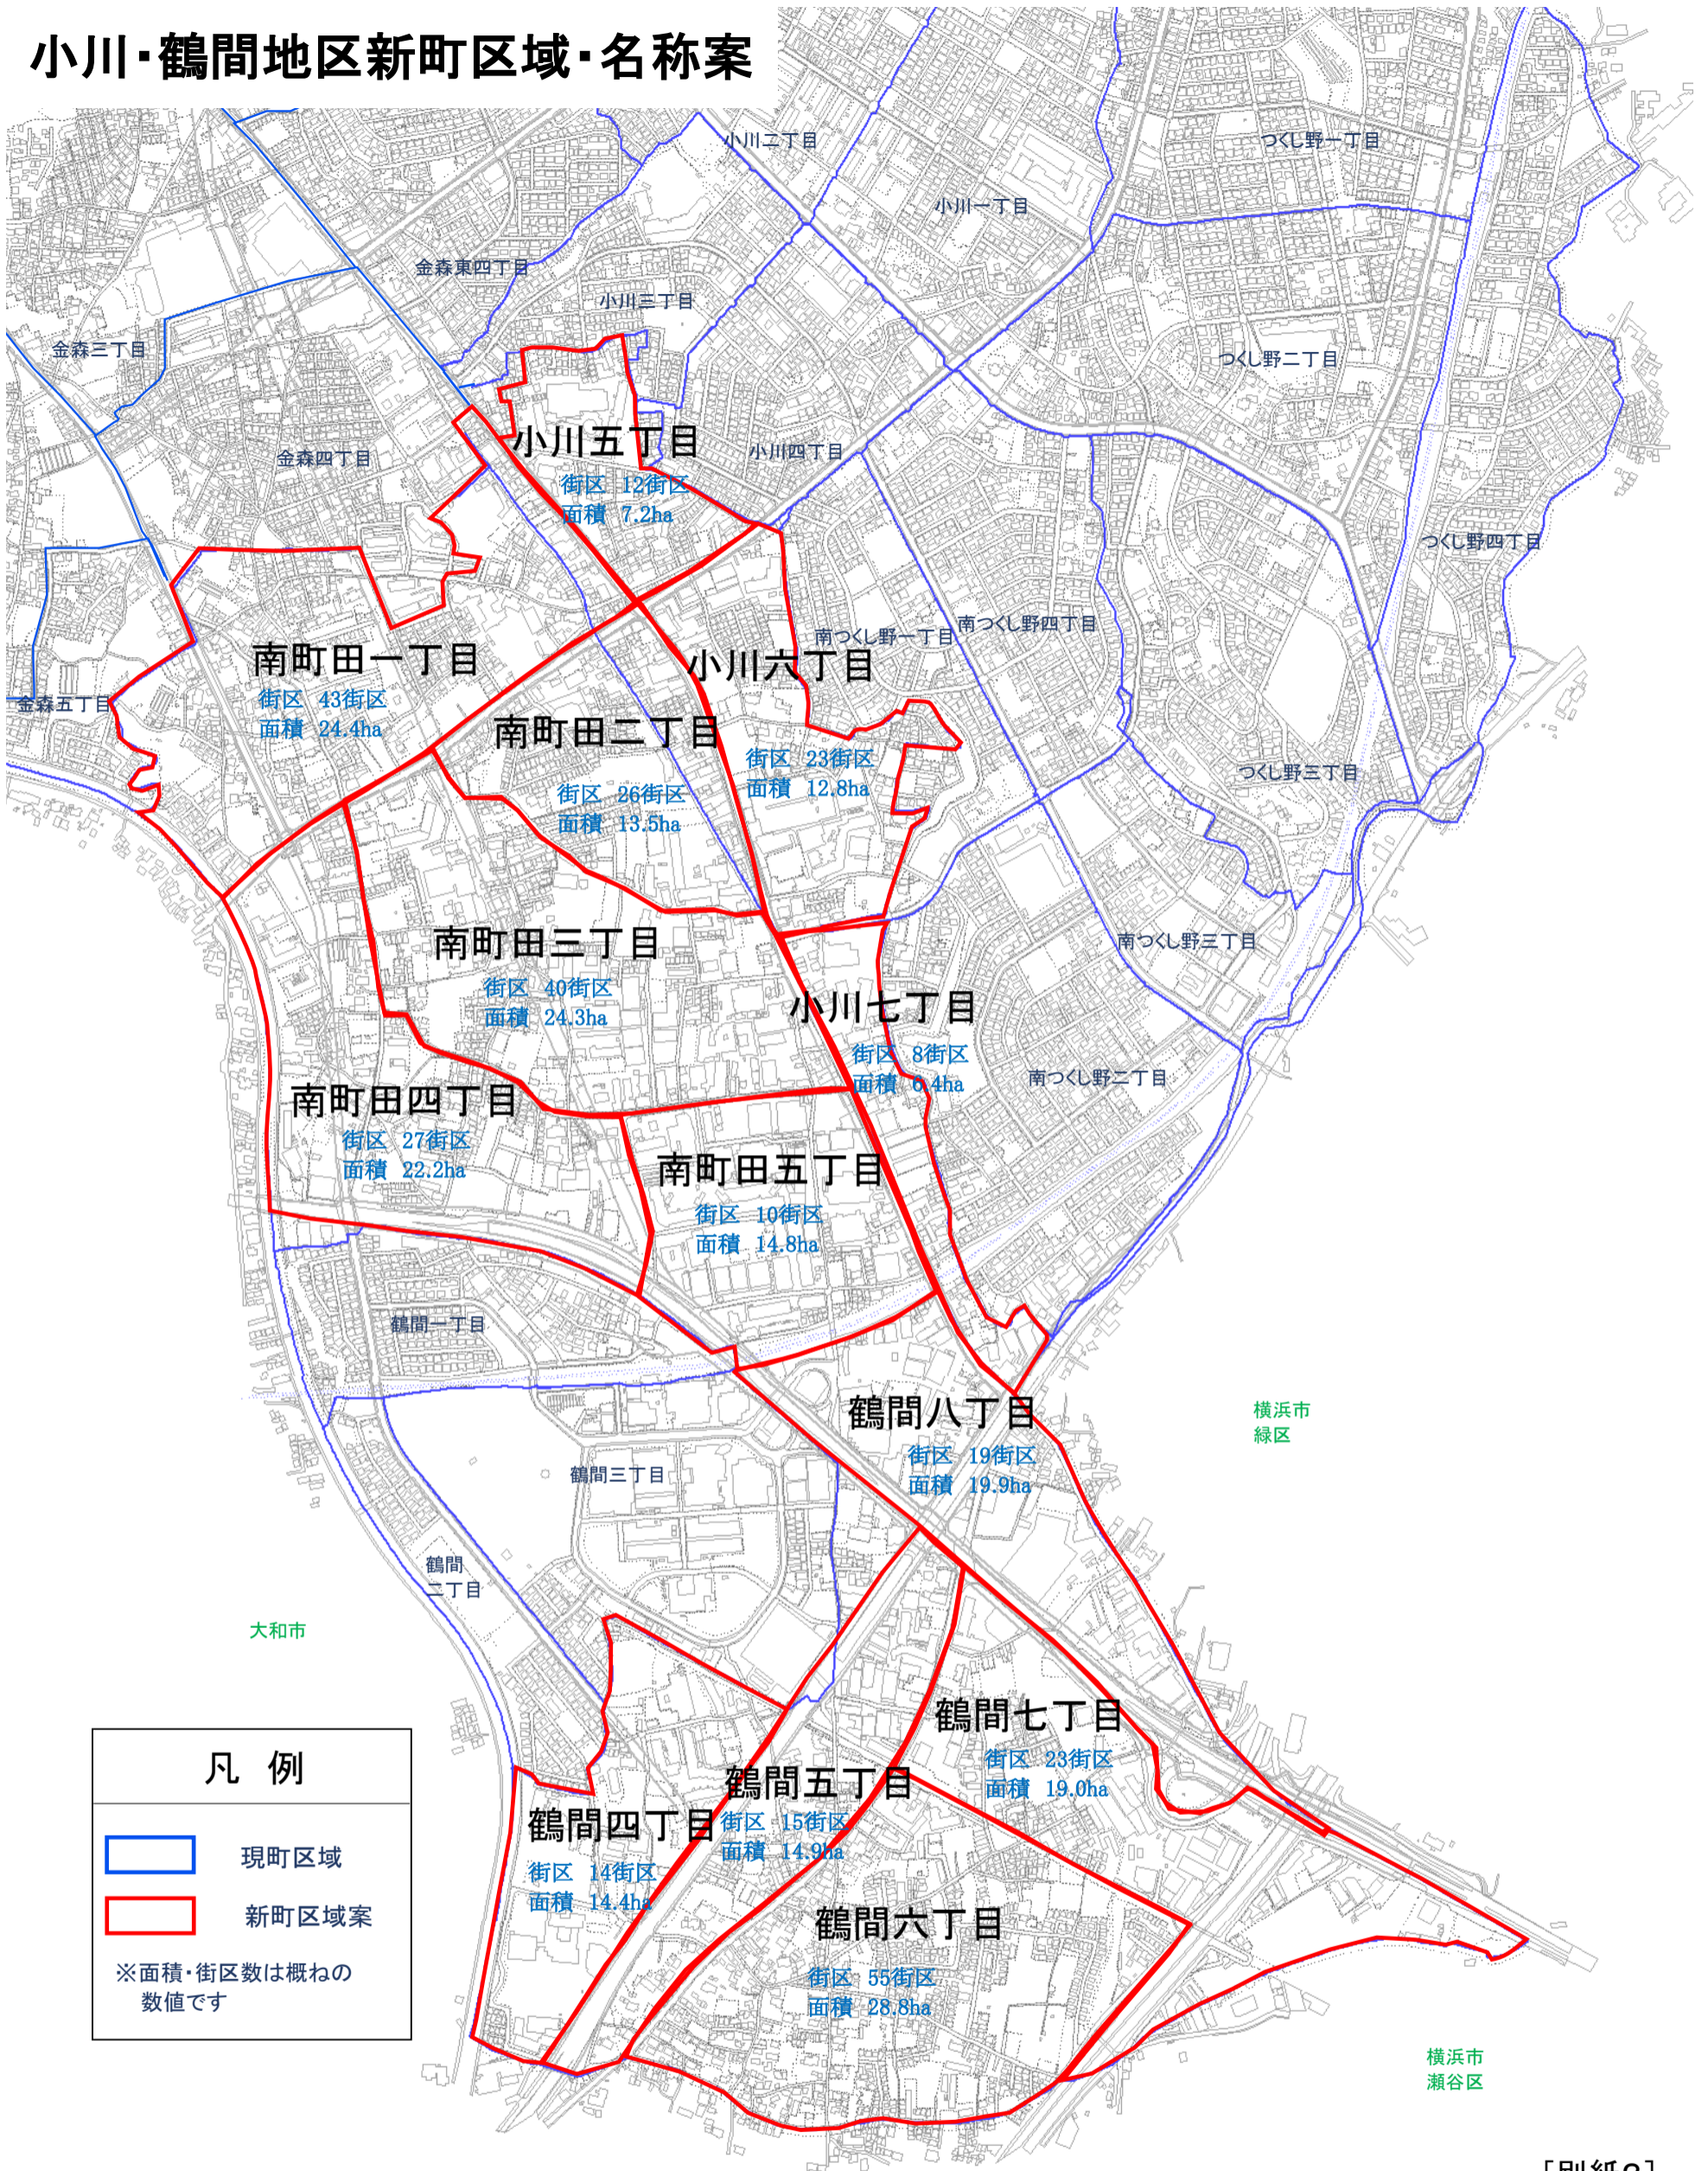 小川・鶴間地区新町区域・名称案
小川二丁目
つくし野一丁目
小川一丁目
金森東四丁目
小川三丁目
金森三丁目
つくし野二丁目
小川五丁目
街区 12街区
面積 7.2ha
小川四丁目
金森四丁目
つくし野四丁目
南つくし野四丁目
南つくし野一丁目
南町田一丁目
街区 43街区
面積 24.4ha
小川六丁目
街区 23街区
面積 12.8ha
金森五丁目
南町田二丁目
街区 26街区
面積 13.5ha
つくし野三丁目
南町田三丁目
街区 40街区
面積 24.3ha
南つくし野三丁目
小川七丁目
街区 8街区
面積 6.4ha
南つくし野二丁目
南町田四丁目
街区 27街区
面積 22.2ha
南町田五丁目
街区 10街区
面積 14.8ha
鶴間一丁目
鶴間八丁目
街区 19街区
面積 19.9ha
横浜市
緑区
鶴間三丁目
鶴間
二丁目
大和市
鶴間七丁目
街区 23街区
面積 19.0ha
鶴間五丁目
街区 15街区
面積 14.9ha
鶴間四丁目
街区 14街区
面積 14.4ha
鶴間六丁目
街区 55街区
面積 28.8ha
横浜市
瀬谷区
凡 例
現町区域
新町区域案
※面積・街区数は概ねの
数値です